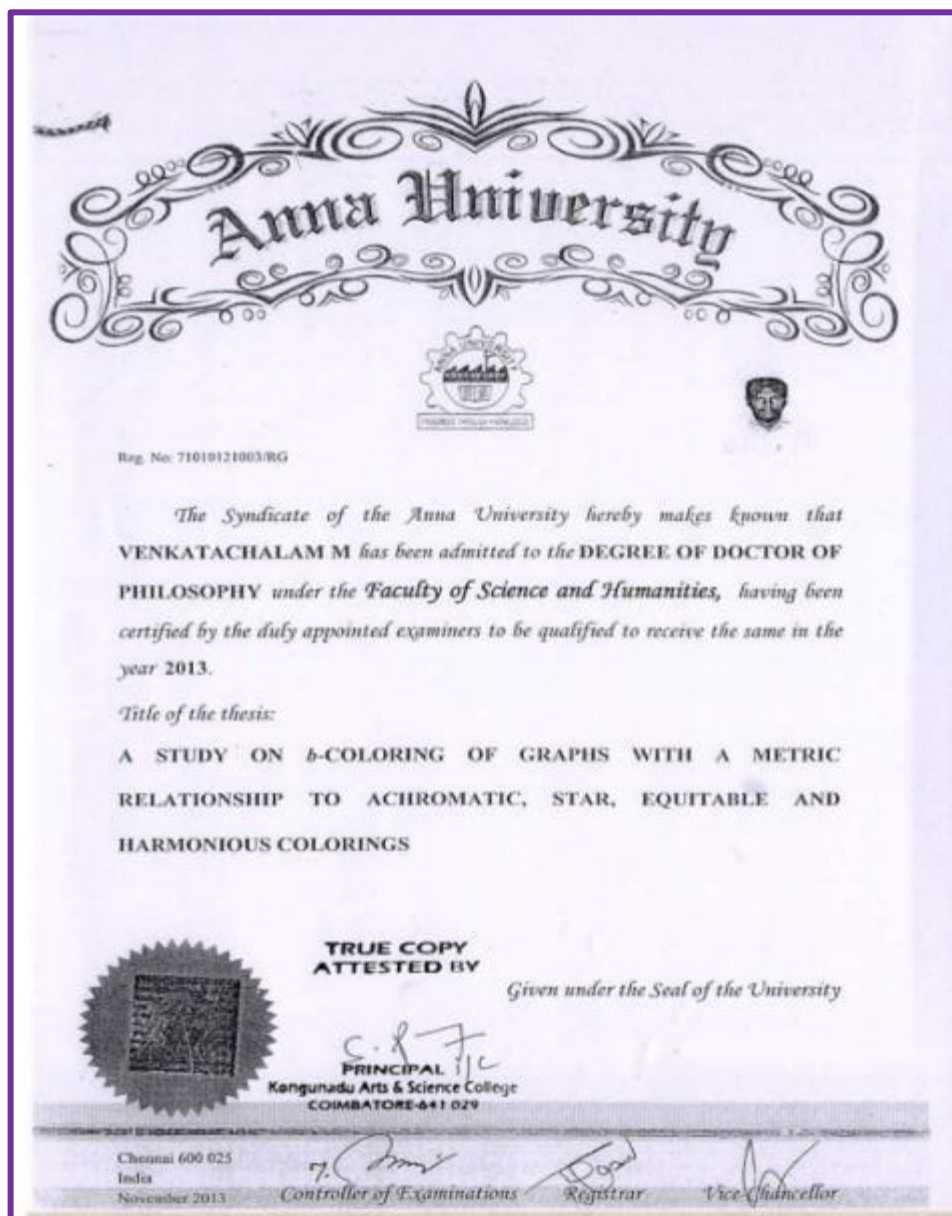 Anna University
Reg. No: 71010121003/RG
The Syndicate of the Anna University hereby makes known that
VENKATACHALAM M has been admitted to the DEGREE OF DOCTOR OF
PHILOSOPHY under the Faculty of Science and Humanities, having been
certified by the duly appointed examiners to be qualified to receive the same in the
year 2013.
Title of the thesis:
A STUDY ON b-COLORING OF GRAPHS WITH A METRIC
RELATIONSHIP TO ACHROMATIC, STAR, EQUITABLE AND
HARMONIOUS COLORINGS
TRUE COPY
ATTESTED BY
Given under the Seal of the University
PRINCIPAL i/c
Kongunadu Arts & Science College
COIMBATORE-641 029
Chennai 600 025
India
November 2013
Controller of Examinations Registrar Vice-Chancellor